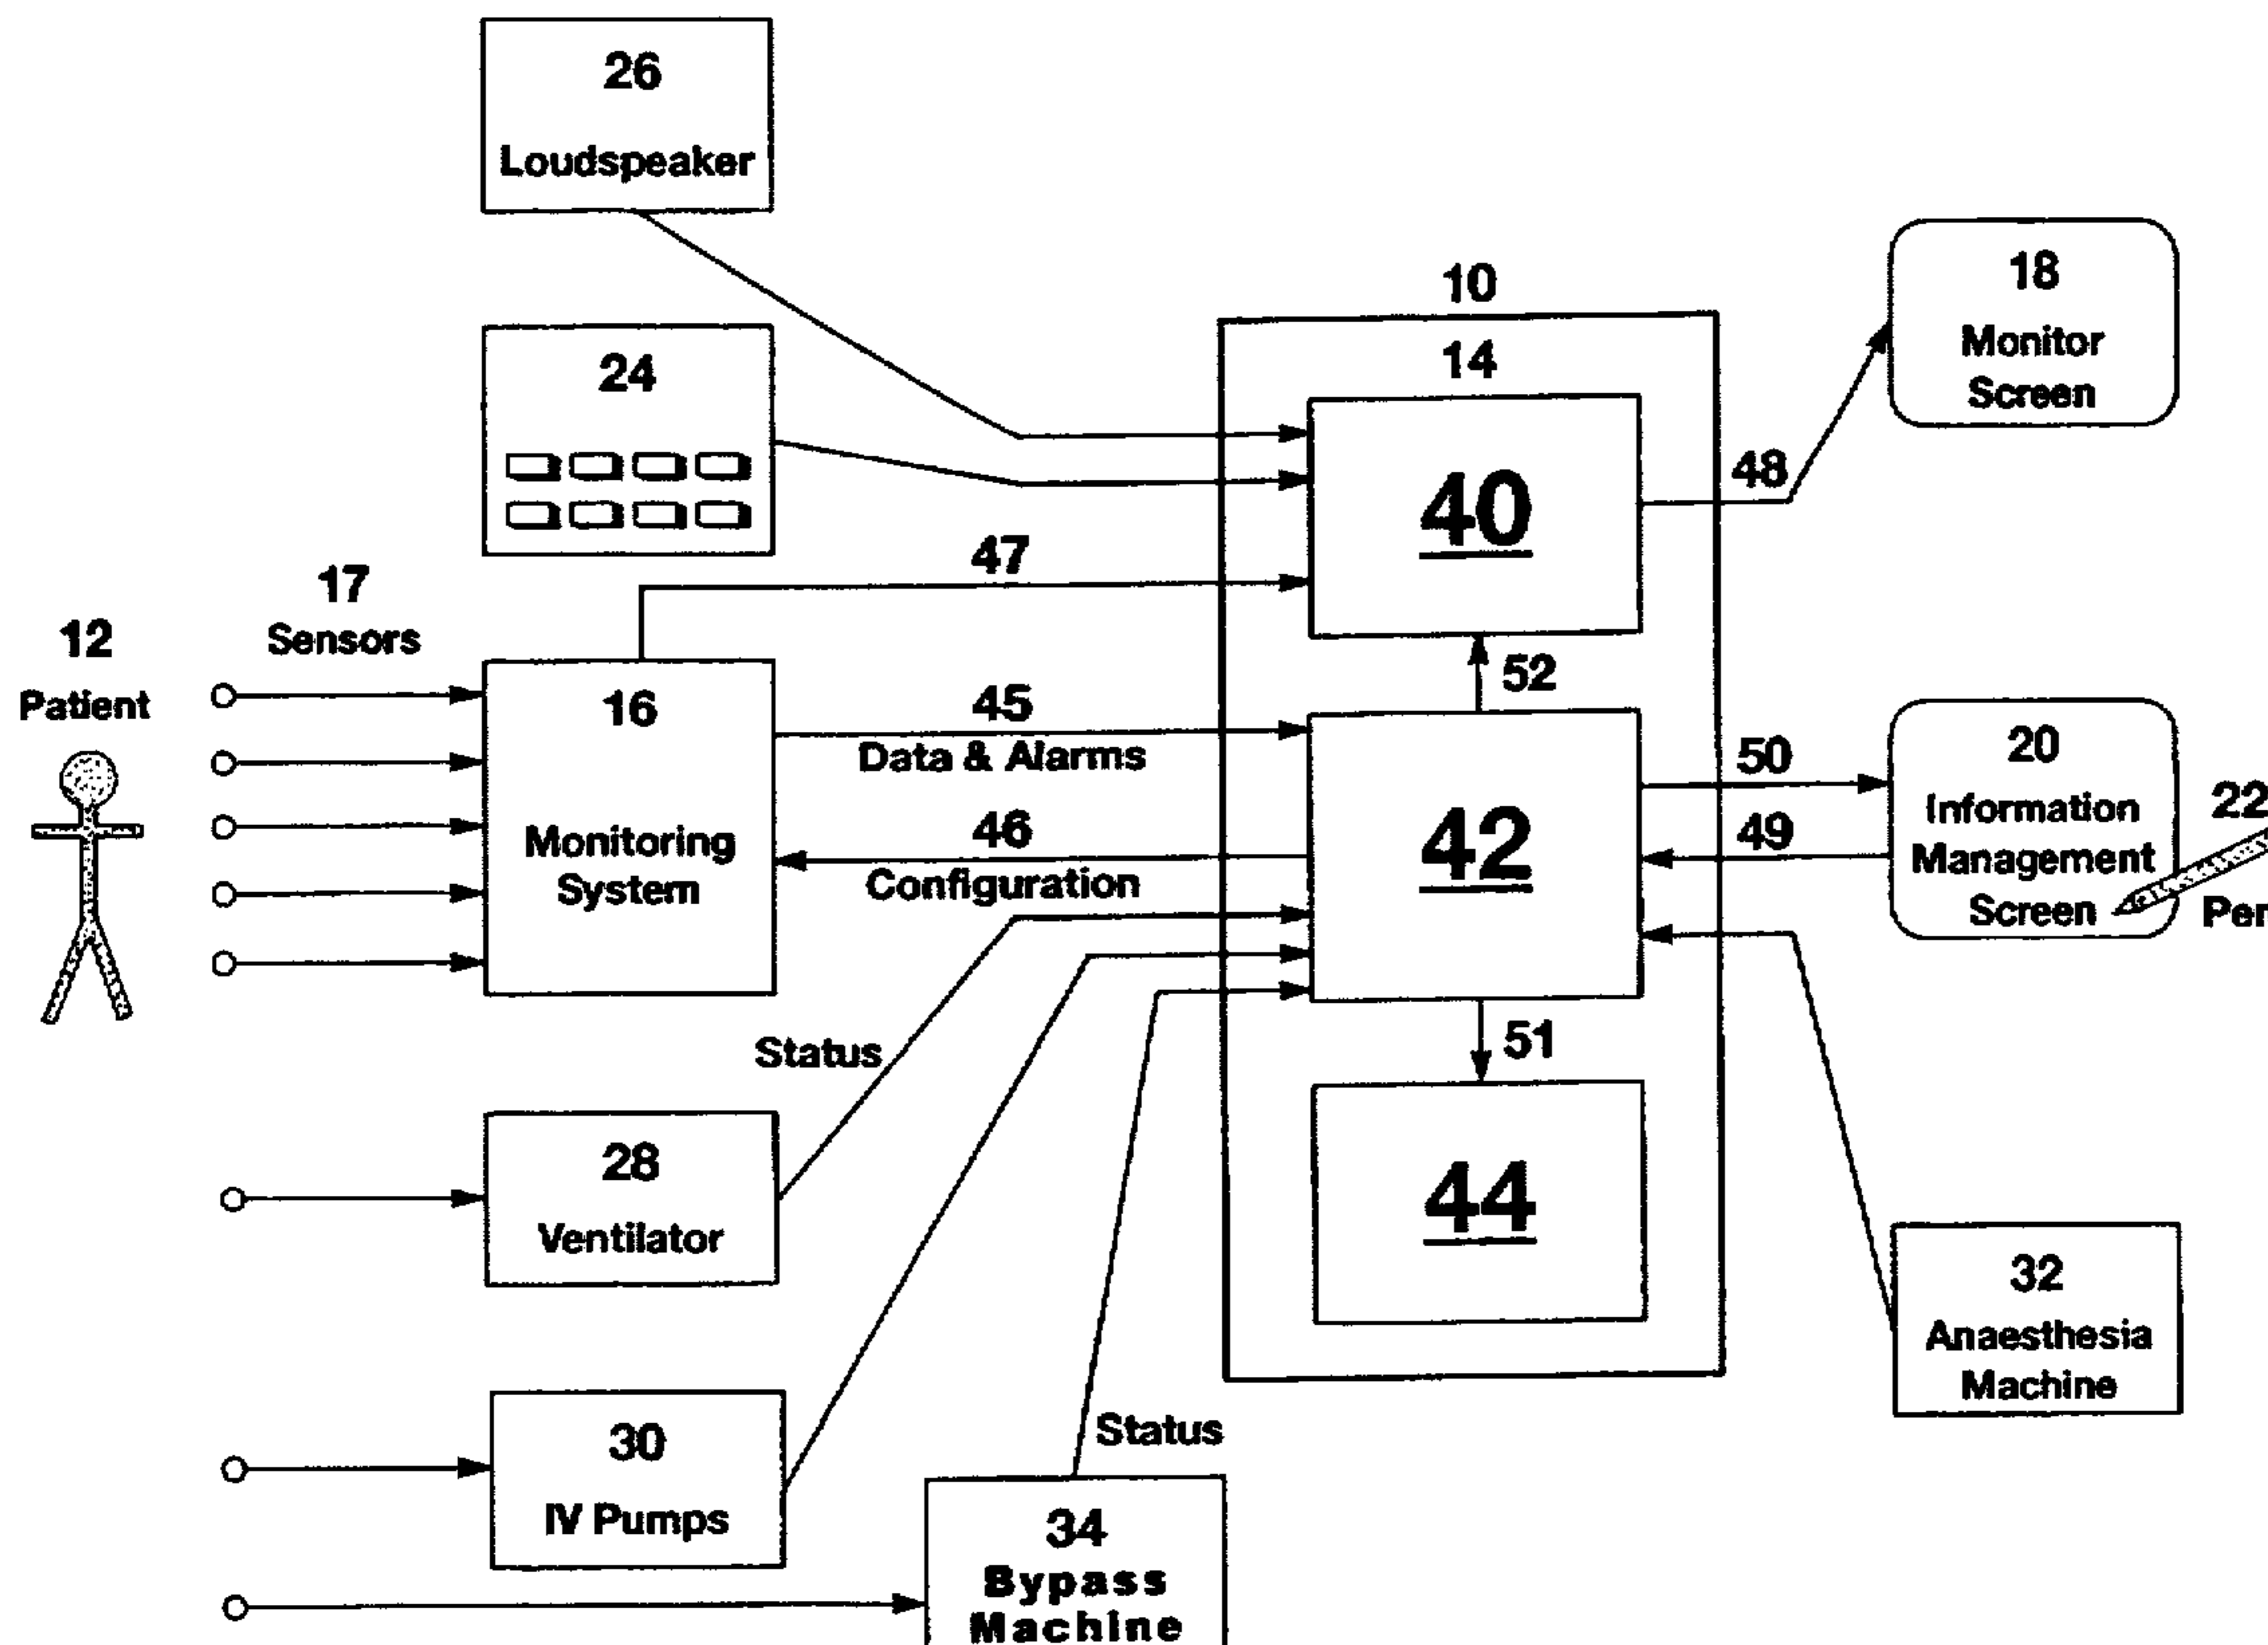 26
Loudspeaker
24
10
14
40
18
Monitor
Screen
48
47
17
Sensors
12
Patient
16
Monitoring
System
45
Data & Alarms
46
Configuration
52
42
50
49
20
Information
Management
Screen
22
51
44
Status
28
Ventilator
30
IV Pumps
Status
34
Bypass
Machine
32
Anaesthesia
Machine